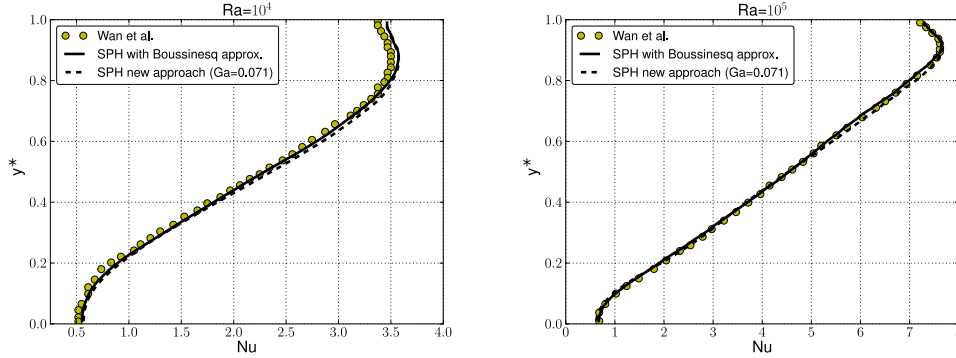 Ra=10⁴
1.0
0.8
0.6
0.4
0.2
0.0
y*
Wan et al.
SPH with Boussinesq approx.
SPH new approach (Ga=0.071)
0.5 1.0 1.5 2.0 2.5 3.0 3.5 4.0
Nu
Ra=10⁵
1.0
0.8
0.6
0.4
0.2
0.0
y*
Wan et al.
SPH with Boussinesq approx.
SPH new approach (Ga=0.071)
0 1 2 3 4 5 6 7
Nu